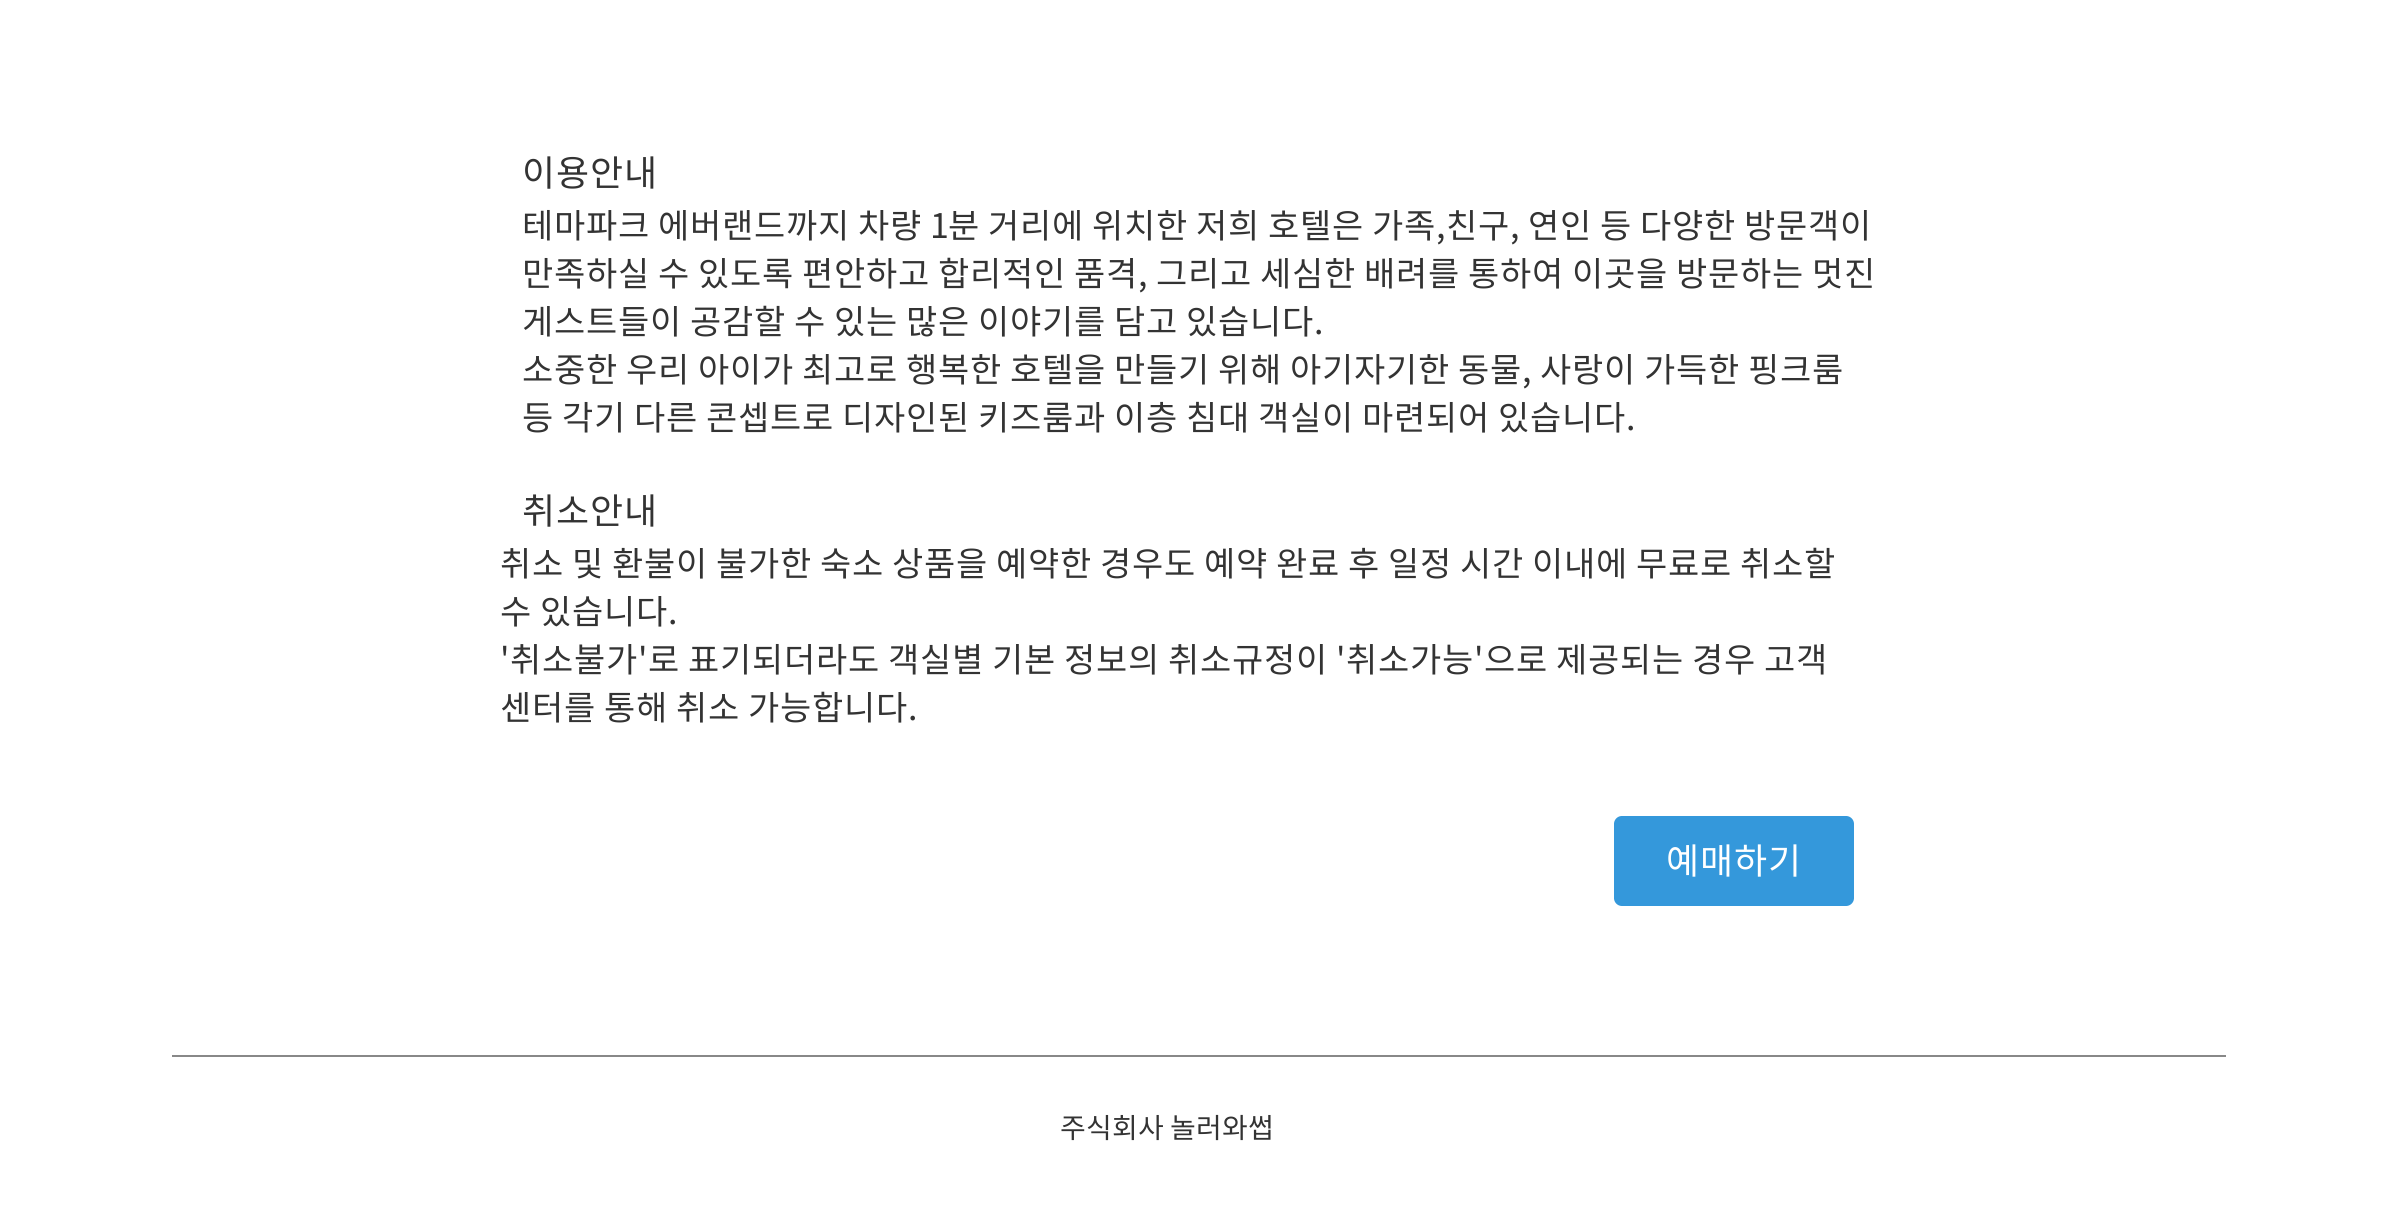 이용안내
테마파크 에버랜드까지 차량 1분 거리에 위치한 저희 호텔은 가족,친구, 연인 등 다양한 방문객이
만족하실 수 있도록 편안하고 합리적인 품격, 그리고 세심한 배려를 통하여 이곳을 방문하는 멋진
게스트들이 공감할 수 있는 많은 이야기를 담고 있습니다.
소중한 우리 아이가 최고로 행복한 호텔을 만들기 위해 아기자기한 동물, 사랑이 가득한 핑크룸
등 각기 다른 콘셉트로 디자인된 키즈룸과 이층 침대 객실이 마련되어 있습니다.
취소안내
취소 및 환불이 불가한 숙소 상품을 예약한 경우도 예약 완료 후 일정 시간 이내에 무료로 취소할
수 있습니다.
'취소불가'로 표기되더라도 객실별 기본 정보의 취소규정이 '취소가능'으로 제공되는 경우 고객
센터를 통해 취소 가능합니다.
예매하기
주식회사 놀러와썹